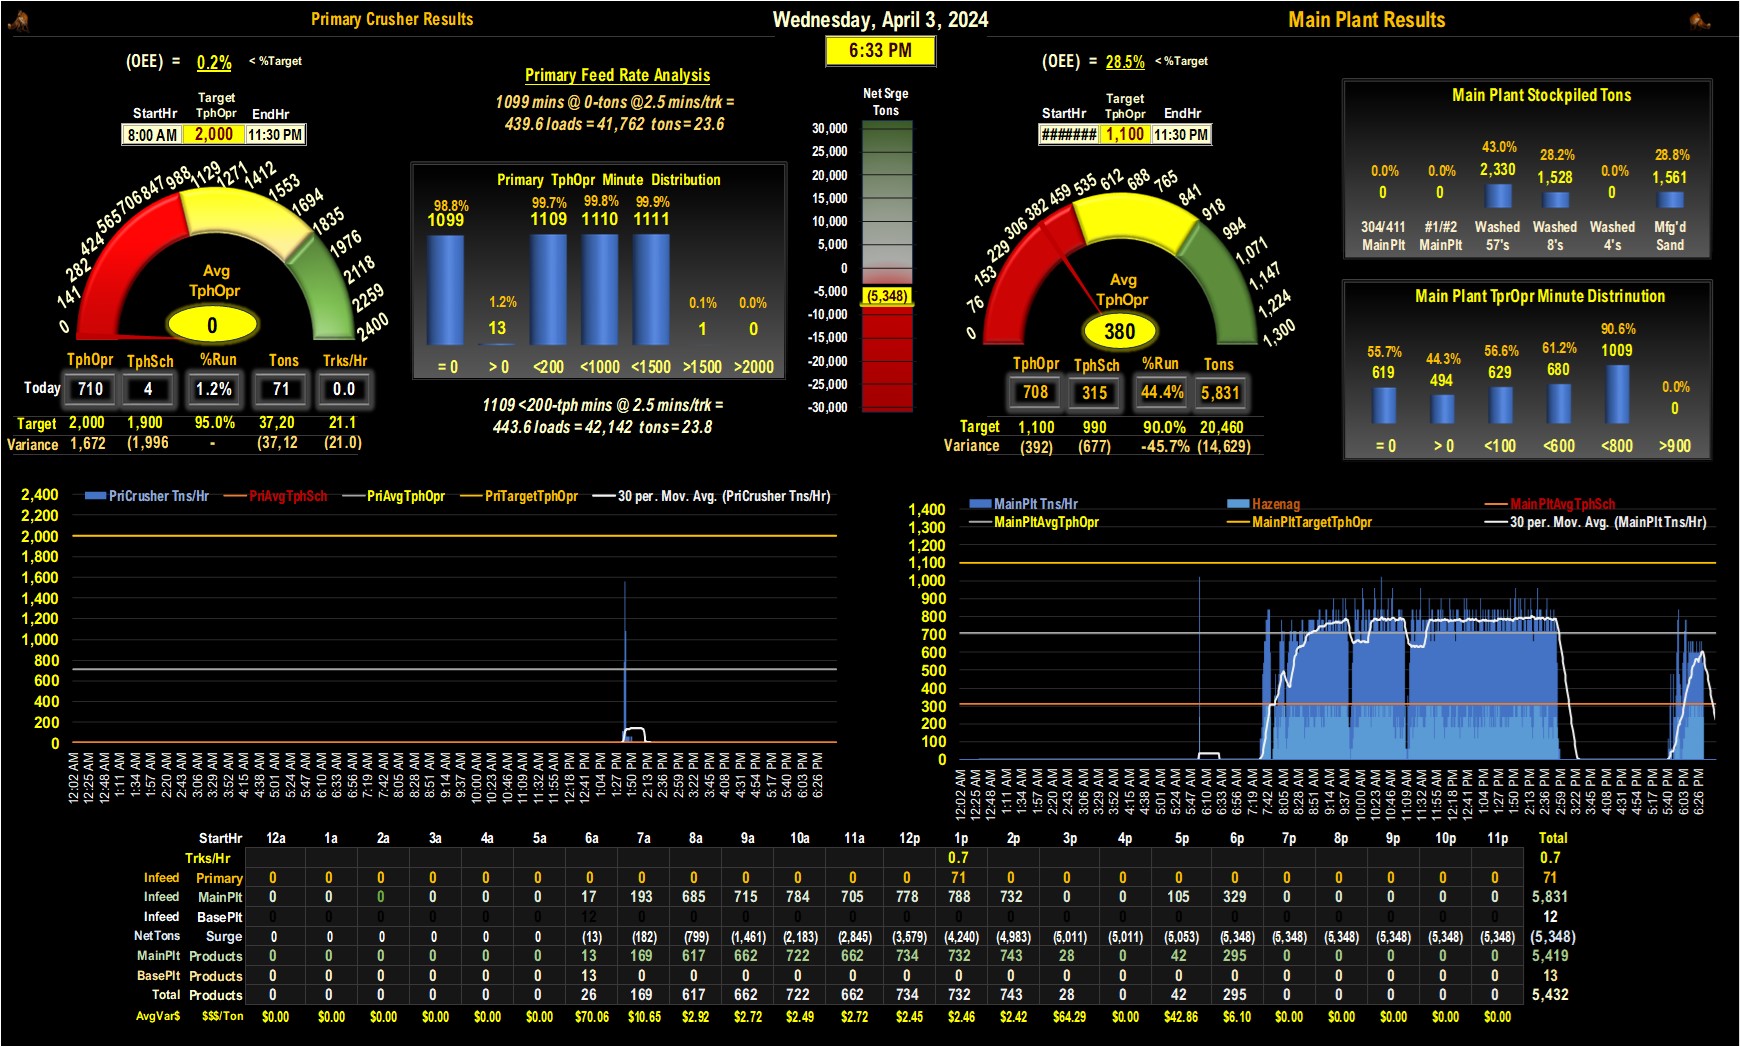 Primary Crusher Results
Wednesday, April 3, 2024
Main Plant Results
6:33 PM
(OEE) = 0.2% < %Target
StartHr Target TphOpr EndHr
8:00 AM 2,000 11:30 PM
0 141 282 424 565 706 847 988 1129 1271 1412 1553 1694 1835 1976 2118 2259 2400
Avg
TphOpr
0
TphOpr TphSch %Run Tons Trks/Hr
Today 710 4 1.2% 71 0.0
Target 2,000 1,900 95.0% 37,20 21.1
Variance 1,672 (1,996 - (37,12 (21.0)
Primary Feed Rate Analysis
1099 mins @ 0-tons @2.5 mins/trk =
439.6 loads = 41,762 tons = 23.6
Primary TphOpr Minute Distribution
98.8% 1.2% 99.7% 99.8% 99.9% 0.1% 0.0%
1099 13 1109 1110 1111 1 0
= 0 > 0 <200 <1000 <1500 >1500 >2000
1109 <200-tph mins @ 2.5 mins/trk =
443.6 loads = 42,142 tons = 23.8
Net Srge
Tons
30,000
25,000
20,000
15,000
10,000
5,000
0
-5,000
(5,348)
-10,000
-15,000
-20,000
-25,000
-30,000
(OEE) = 28.5% < %Target
StartHr Target TphOpr EndHr
####### 1,100 11:30 PM
0 76 153 229 306 382 459 535 612 688 765 841 918 994 1,071 1,147 1,224 1,300
Avg
TphOpr
380
TphOpr TphSch %Run Tons
708 315 44.4% 5,831
Target 1,100 990 90.0% 20,460
Variance (392) (677) -45.7% (14,629)
Main Plant Stockpiled Tons
0.0% 0.0% 43.0% 28.2% 0.0% 28.8%
0 0 2,330 1,528 0 1,561
304/411 #1/#2 Washed Washed Washed Mfg'd
MainPlt MainPlt 57's 8's 4's Sand
Main Plant TprOpr Minute Distrinution
55.7% 44.3% 56.6% 61.2% 90.6% 0.0%
619 494 629 680 1009 0
= 0 > 0 <100 <600 <800 >900
PriCrusher Tns/Hr PriAvgTphSch PriAvgTphOpr PriTargetTphOpr 30 per. Mov. Avg. (PriCrusher Tns/Hr)
2,400
2,200
2,000
1,800
1,600
1,400
1,200
1,000
800
600
400
200
0
12:02 AM 12:25 AM 12:48 AM 1:11 AM 1:34 AM 1:57 AM 2:20 AM 2:43 AM 3:06 AM 3:29 AM 3:52 AM 4:15 AM 4:38 AM 5:01 AM 5:24 AM 5:47 AM 6:10 AM 6:33 AM 6:56 AM 7:19 AM 7:42 AM 8:05 AM 8:28 AM 8:51 AM 9:14 AM 9:37 AM 10:00 AM 10:23 AM 10:46 AM 11:09 AM 11:32 AM 11:55 AM 12:18 PM 12:41 PM 1:04 PM 1:27 PM 1:50 PM 2:13 PM 2:36 PM 2:59 PM 3:22 PM 3:45 PM 4:08 PM 4:31 PM 4:54 PM 5:17 PM 5:40 PM 6:03 PM 6:26 PM
MainPlt Tns/Hr Hazenag MainPltAvgTphSch
MainPltAvgTphOpr MainPltTargetTphOpr 30 per. Mov. Avg. (MainPlt Tns/Hr)
1,400
1,300
1,200
1,100
1,000
900
800
700
600
500
400
300
200
100
0
12:02 AM 12:25 AM 12:48 AM 1:11 AM 1:34 AM 1:57 AM 2:20 AM 2:43 AM 3:06 AM 3:29 AM 3:52 AM 4:15 AM 4:38 AM 5:01 AM 5:24 AM 5:47 AM 6:10 AM 6:33 AM 6:56 AM 7:19 AM 7:42 AM 8:05 AM 8:28 AM 8:51 AM 9:14 AM 9:37 AM 10:00 AM 10:23 AM 10:46 AM 11:09 AM 11:32 AM 11:55 AM 12:18 PM 12:41 PM 1:04 PM 1:27 PM 1:50 PM 2:13 PM 2:36 PM 2:59 PM 3:22 PM 3:45 PM 4:08 PM 4:31 PM 4:54 PM 5:17 PM 5:40 PM 6:03 PM 6:26 PM
StartHr 12a 1a 2a 3a 4a 5a 6a 7a 8a 9a 10a 11a 12p 1p 2p 3p 4p 5p 6p 7p 8p 9p 10p 11p Total
Trks/Hr 0.7 0.7
Infeed Primary 0 0 0 0 0 0 0 0 0 0 0 0 0 71 0 0 0 0 0 0 0 0 0 0 71
Infeed MainPlt 0 0 0 0 0 0 17 193 685 715 784 705 778 788 732 0 0 105 329 0 0 0 0 0 5,831
Infeed BasePlt 0 0 0 0 0 0 12 0 0 0 0 0 0 0 0 0 0 0 0 0 0 0 0 0 12
NetTons Surge 0 0 0 0 0 0 (13) (182) (799) (1,461) (2,183) (2,845) (3,579) (4,240) (4,983) (5,011) (5,011) (5,053) (5,348) (5,348) (5,348) (5,348) (5,348) (5,348) (5,348)
MainPlt Products 0 0 0 0 0 0 13 169 617 662 722 662 734 732 743 28 0 42 295 0 0 0 0 0 5,419
BasePlt Products 0 0 0 0 0 0 13 0 0 0 0 0 0 0 0 0 0 0 0 0 0 0 0 0 13
Total Products 0 0 0 0 0 0 26 169 617 662 722 662 734 732 743 28 0 42 295 0 0 0 0 0 5,432
AvgVar$ $$$/Ton $0.00 $0.00 $0.00 $0.00 $0.00 $0.00 $70.06 $10.65 $2.92 $2.72 $2.49 $2.72 $2.45 $2.46 $2.42 $64.29 $0.00 $42.86 $6.10 $0.00 $0.00 $0.00 $0.00 $0.00